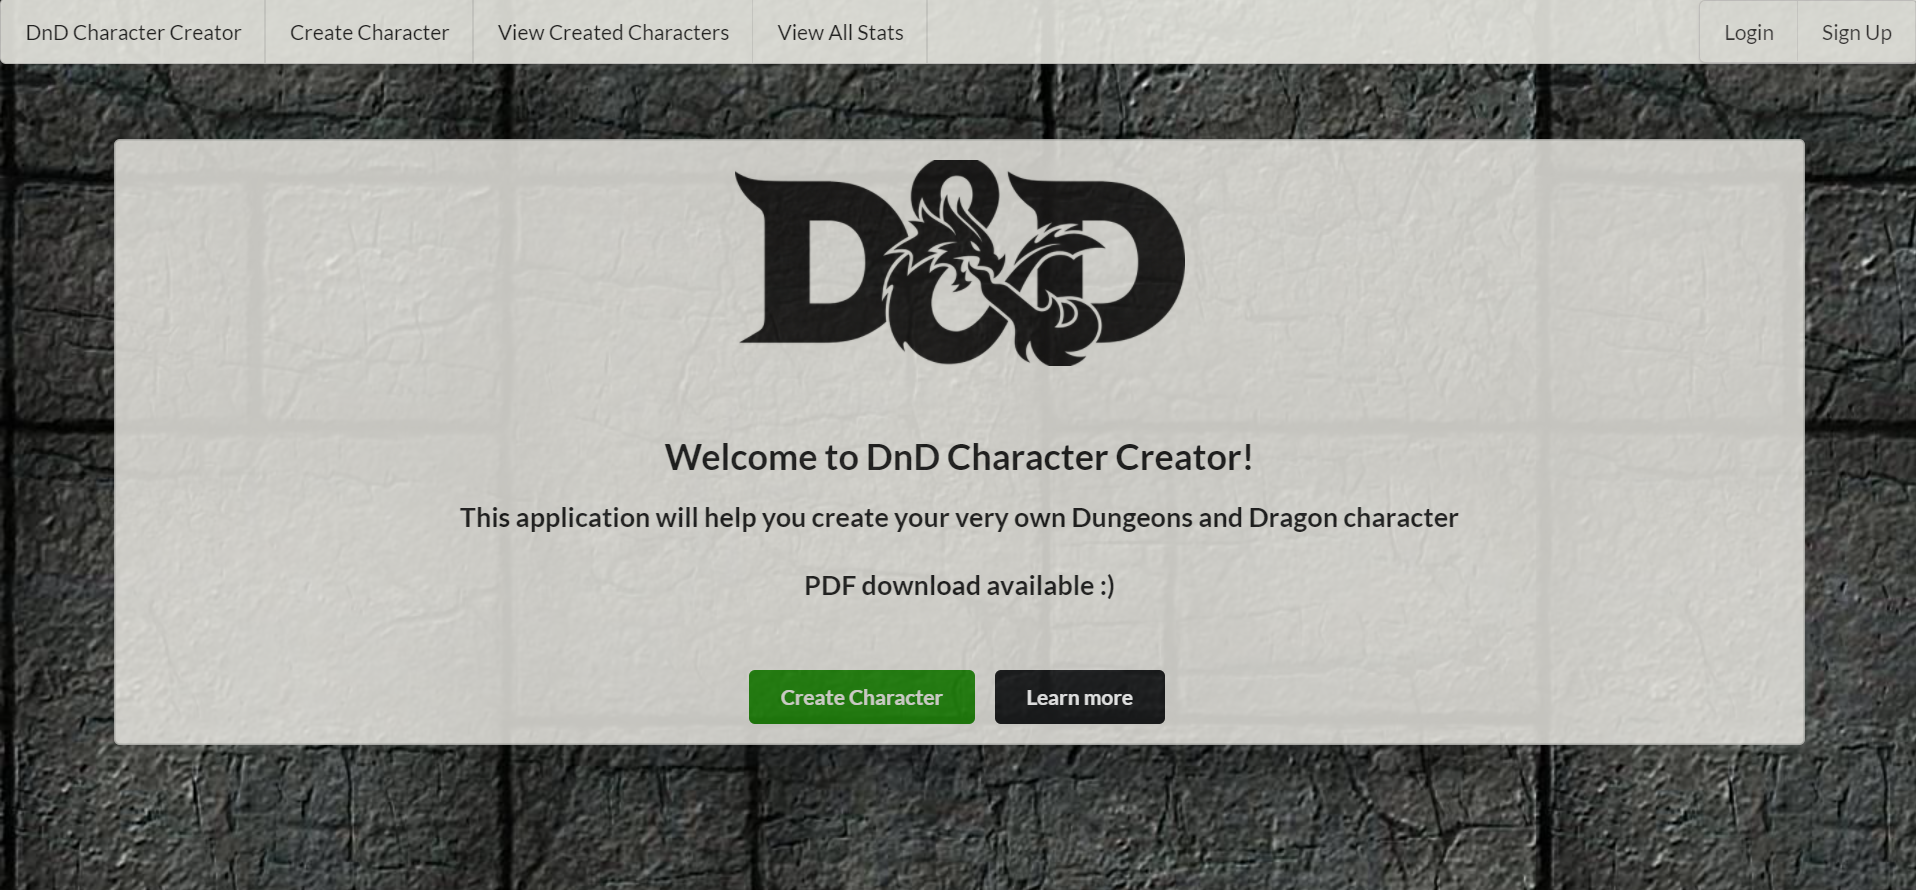 DnD Character Creator Create Character View Created Characters View All Stats Login Sign Up
D&D
Welcome to DnD Character Creator!
This application will help you create your very own Dungeons and Dragon character
PDF download available :)
Create Character Learn more